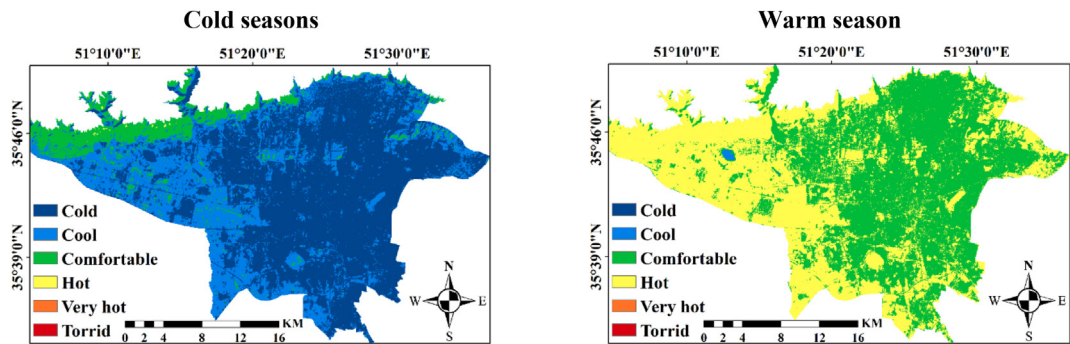 Cold seasons
51°10'0"E 51°20'0"E 51°30'0"E
35°46'0"N
35°39'0"N
Cold
Cool
Comfortable
Hot
Very hot
Torrid
N
W E
S
KM
0 2 4 8 12 16
Warm season
51°10'0"E 51°20'0"E 51°30'0"E
35°46'0"N
35°39'0"N
Cold
Cool
Comfortable
Hot
Very hot
Torrid
N
W E
S
KM
0 2 4 8 12 16